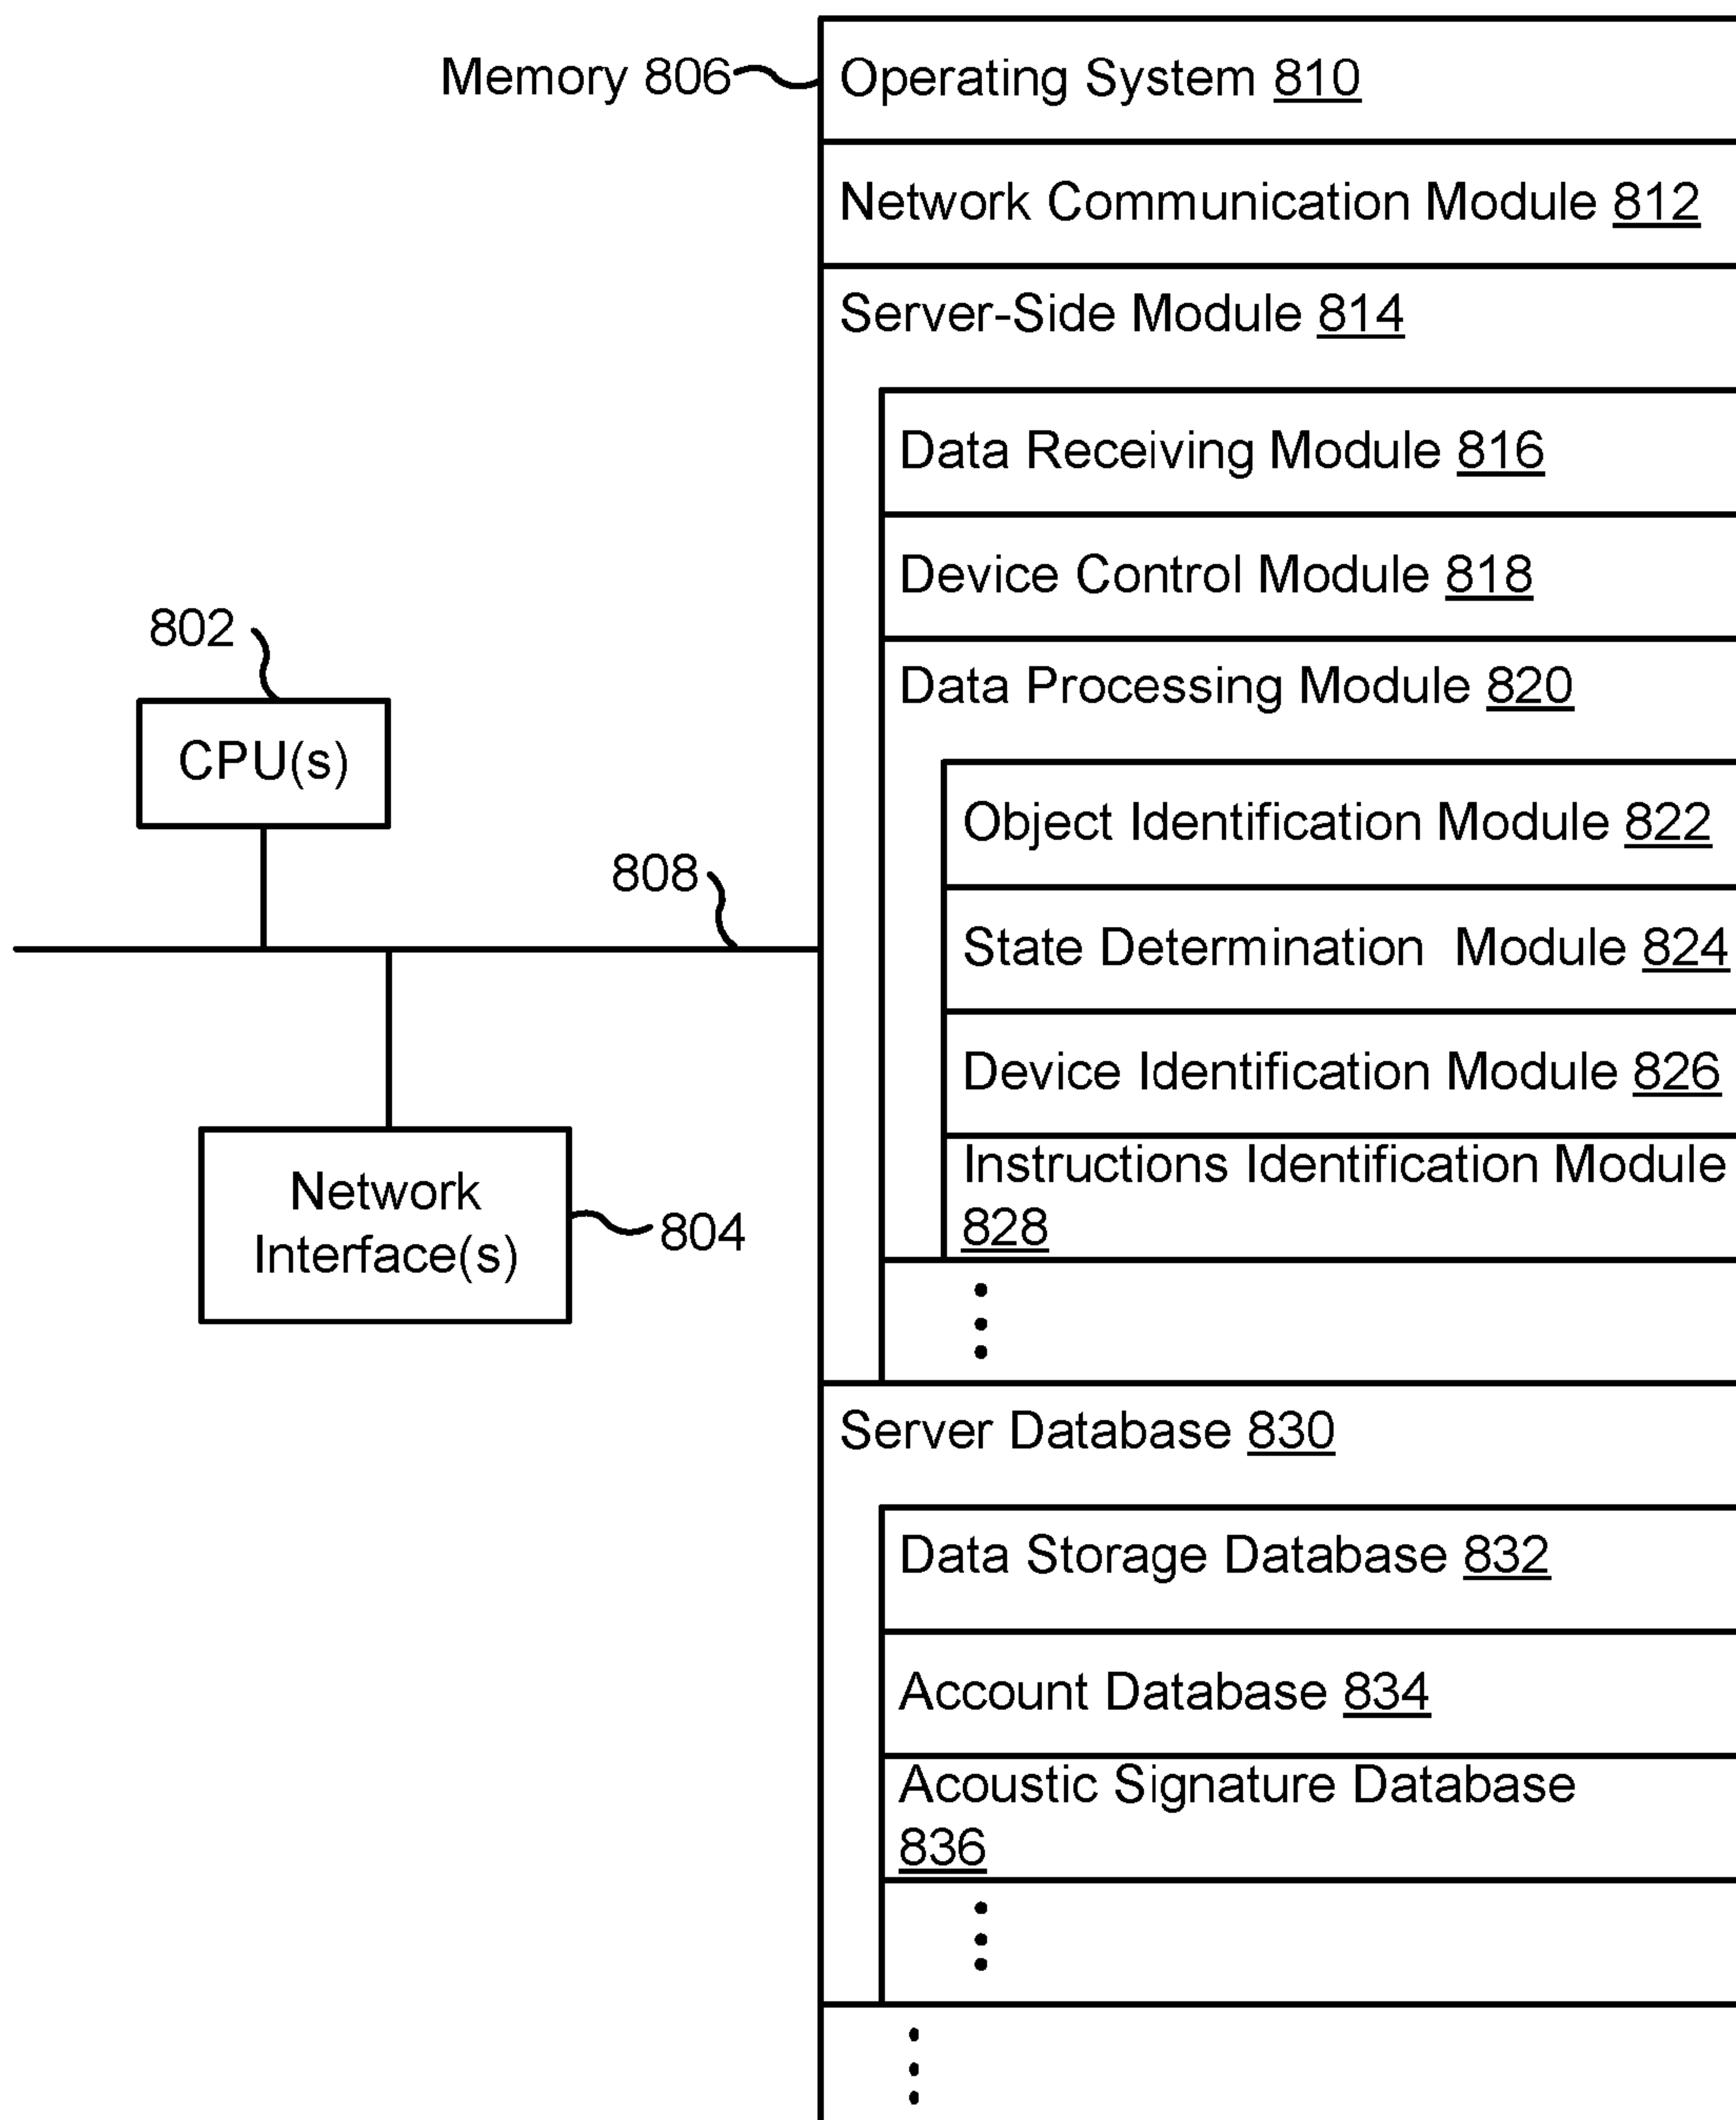 Memory 806
Operating System 810
Network Communication Module 812
Server-Side Module 814
Data Receiving Module 816
Device Control Module 818
802
Data Processing Module 820
CPU(s)
Object Identification Module 822
808
State Determination Module 824
Device Identification Module 826
Instructions Identification Module
828
Network
Interface(s)
804
Server Database 830
Data Storage Database 832
Account Database 834
Acoustic Signature Database
836